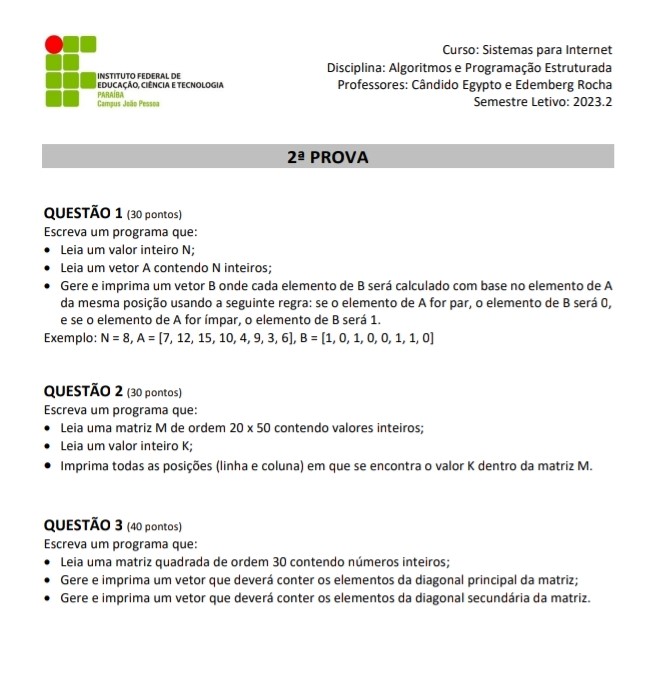 INSTITUTO FEDERAL DE
EDUCAÇÃO, CIÊNCIA E TECNOLOGIA
PARAÍBA
Campus João Pessoa
Curso: Sistemas para Internet
Disciplina: Algoritmos e Programação Estruturada
Professores: Cândido Egypto e Edemberg Rocha
Semestre Letivo: 2023.2
2ª PROVA
QUESTÃO 1 (30 pontos)
Escreva um programa que:
• Leia um valor inteiro N;
• Leia um vetor A contendo N inteiros;
• Gere e imprima um vetor B onde cada elemento de B será calculado com base no elemento de A
da mesma posição usando a seguinte regra: se o elemento de A for par, o elemento de B será 0,
e se o elemento de A for ímpar, o elemento de B será 1.
Exemplo: N = 8, A = [7, 12, 15, 10, 4, 9, 3, 6], B = [1, 0, 1, 0, 0, 1, 1, 0]
QUESTÃO 2 (30 pontos)
Escreva um programa que:
• Leia uma matriz M de ordem 20 x 50 contendo valores inteiros;
• Leia um valor inteiro K;
• Imprima todas as posições (linha e coluna) em que se encontra o valor K dentro da matriz M.
QUESTÃO 3 (40 pontos)
Escreva um programa que:
• Leia uma matriz quadrada de ordem 30 contendo números inteiros;
• Gere e imprima um vetor que deverá conter os elementos da diagonal principal da matriz;
• Gere e imprima um vetor que deverá conter os elementos da diagonal secundária da matriz.